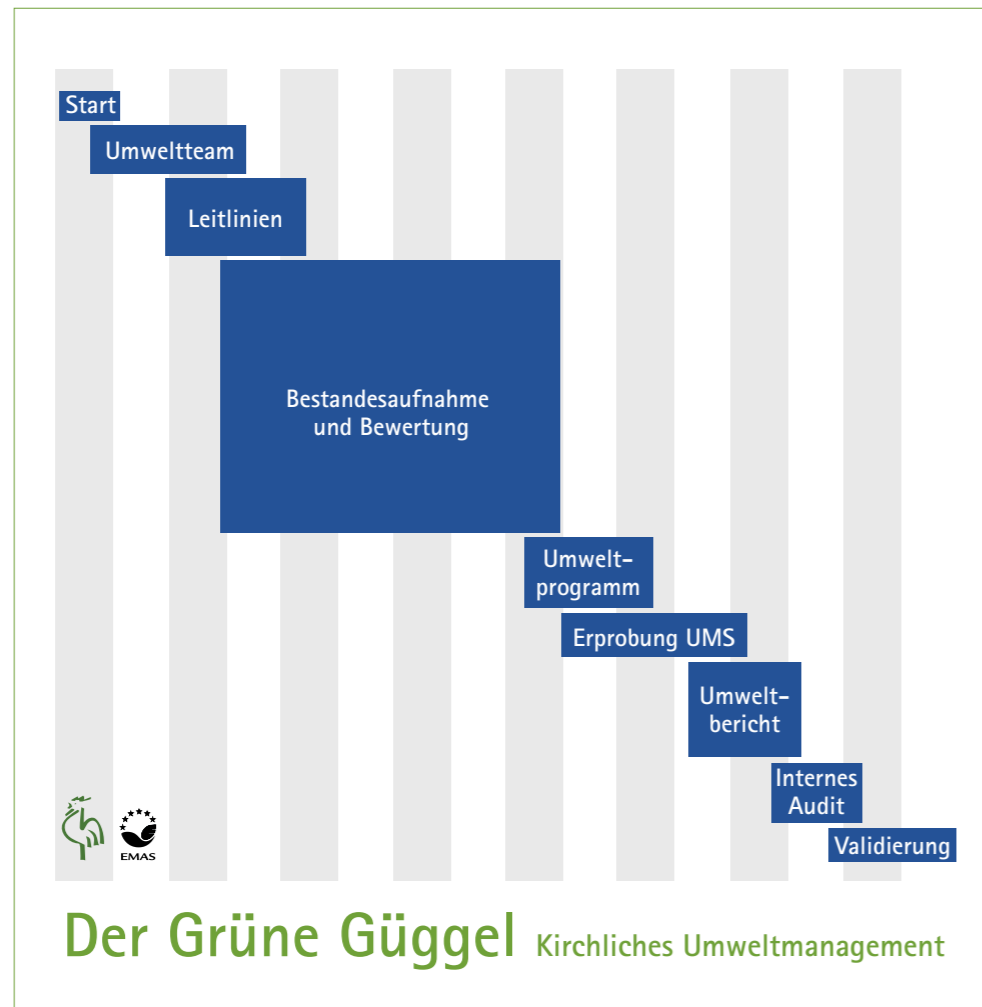 Start
Umweltteam
Leitlinien
Bestandesaufnahme
und Bewertung
Umwelt-
programm
Erprobung UMS
Umwelt-
bericht
Internes
Audit
Validierung
EMAS
Der Grüne Güggel Kirchliches Umweltmanagement